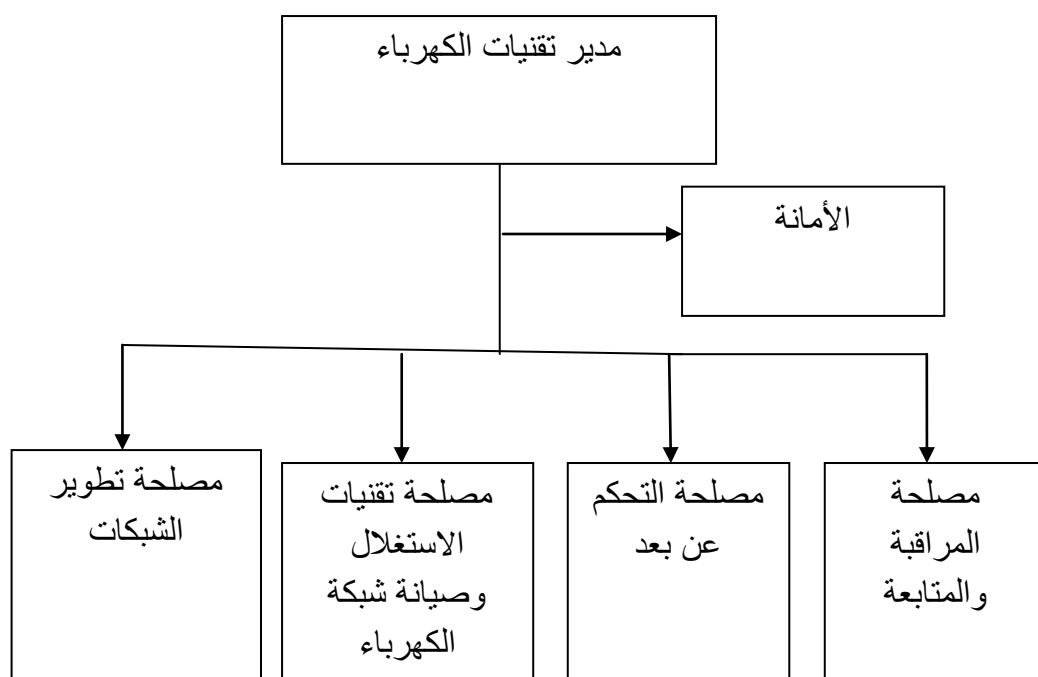 مدير تقنيات الكهرباء
الأمانة
مصلحة
المراقبة
والمتابعة
مصلحة التحكم
عن بعد
مصلحة تقنيات
الاستغلال
وصيانة شبكة
الكهرباء
مصلحة تطوير
الشبكات